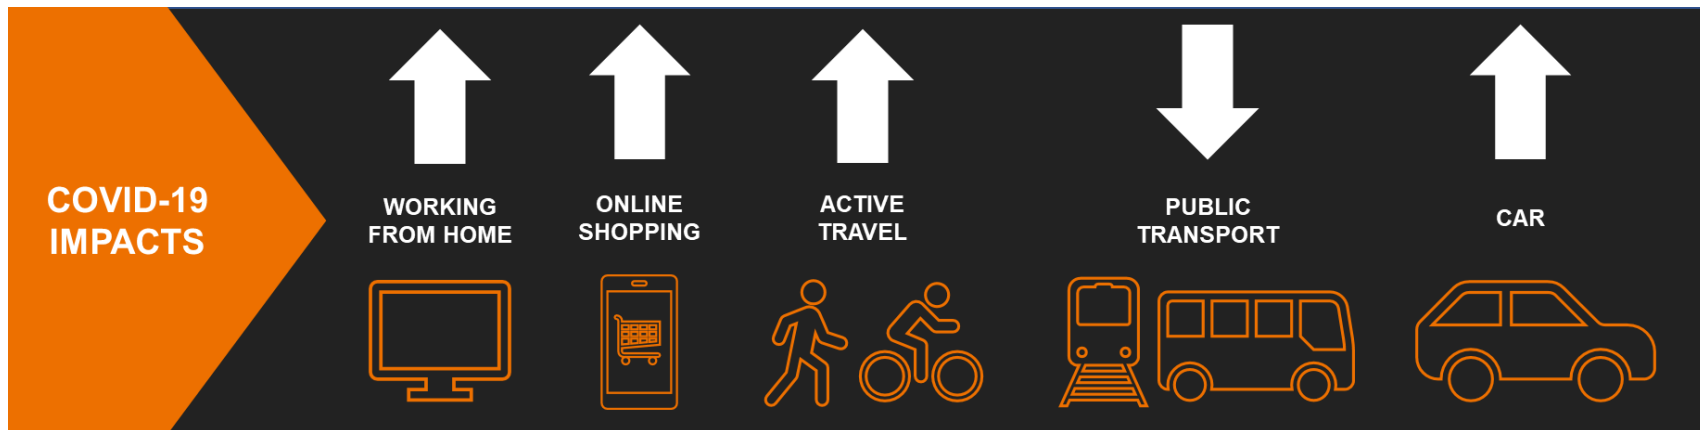 COVID-19
IMPACTS
WORKING
FROM HOME
ONLINE
SHOPPING
ACTIVE
TRAVEL
PUBLIC
TRANSPORT
CAR